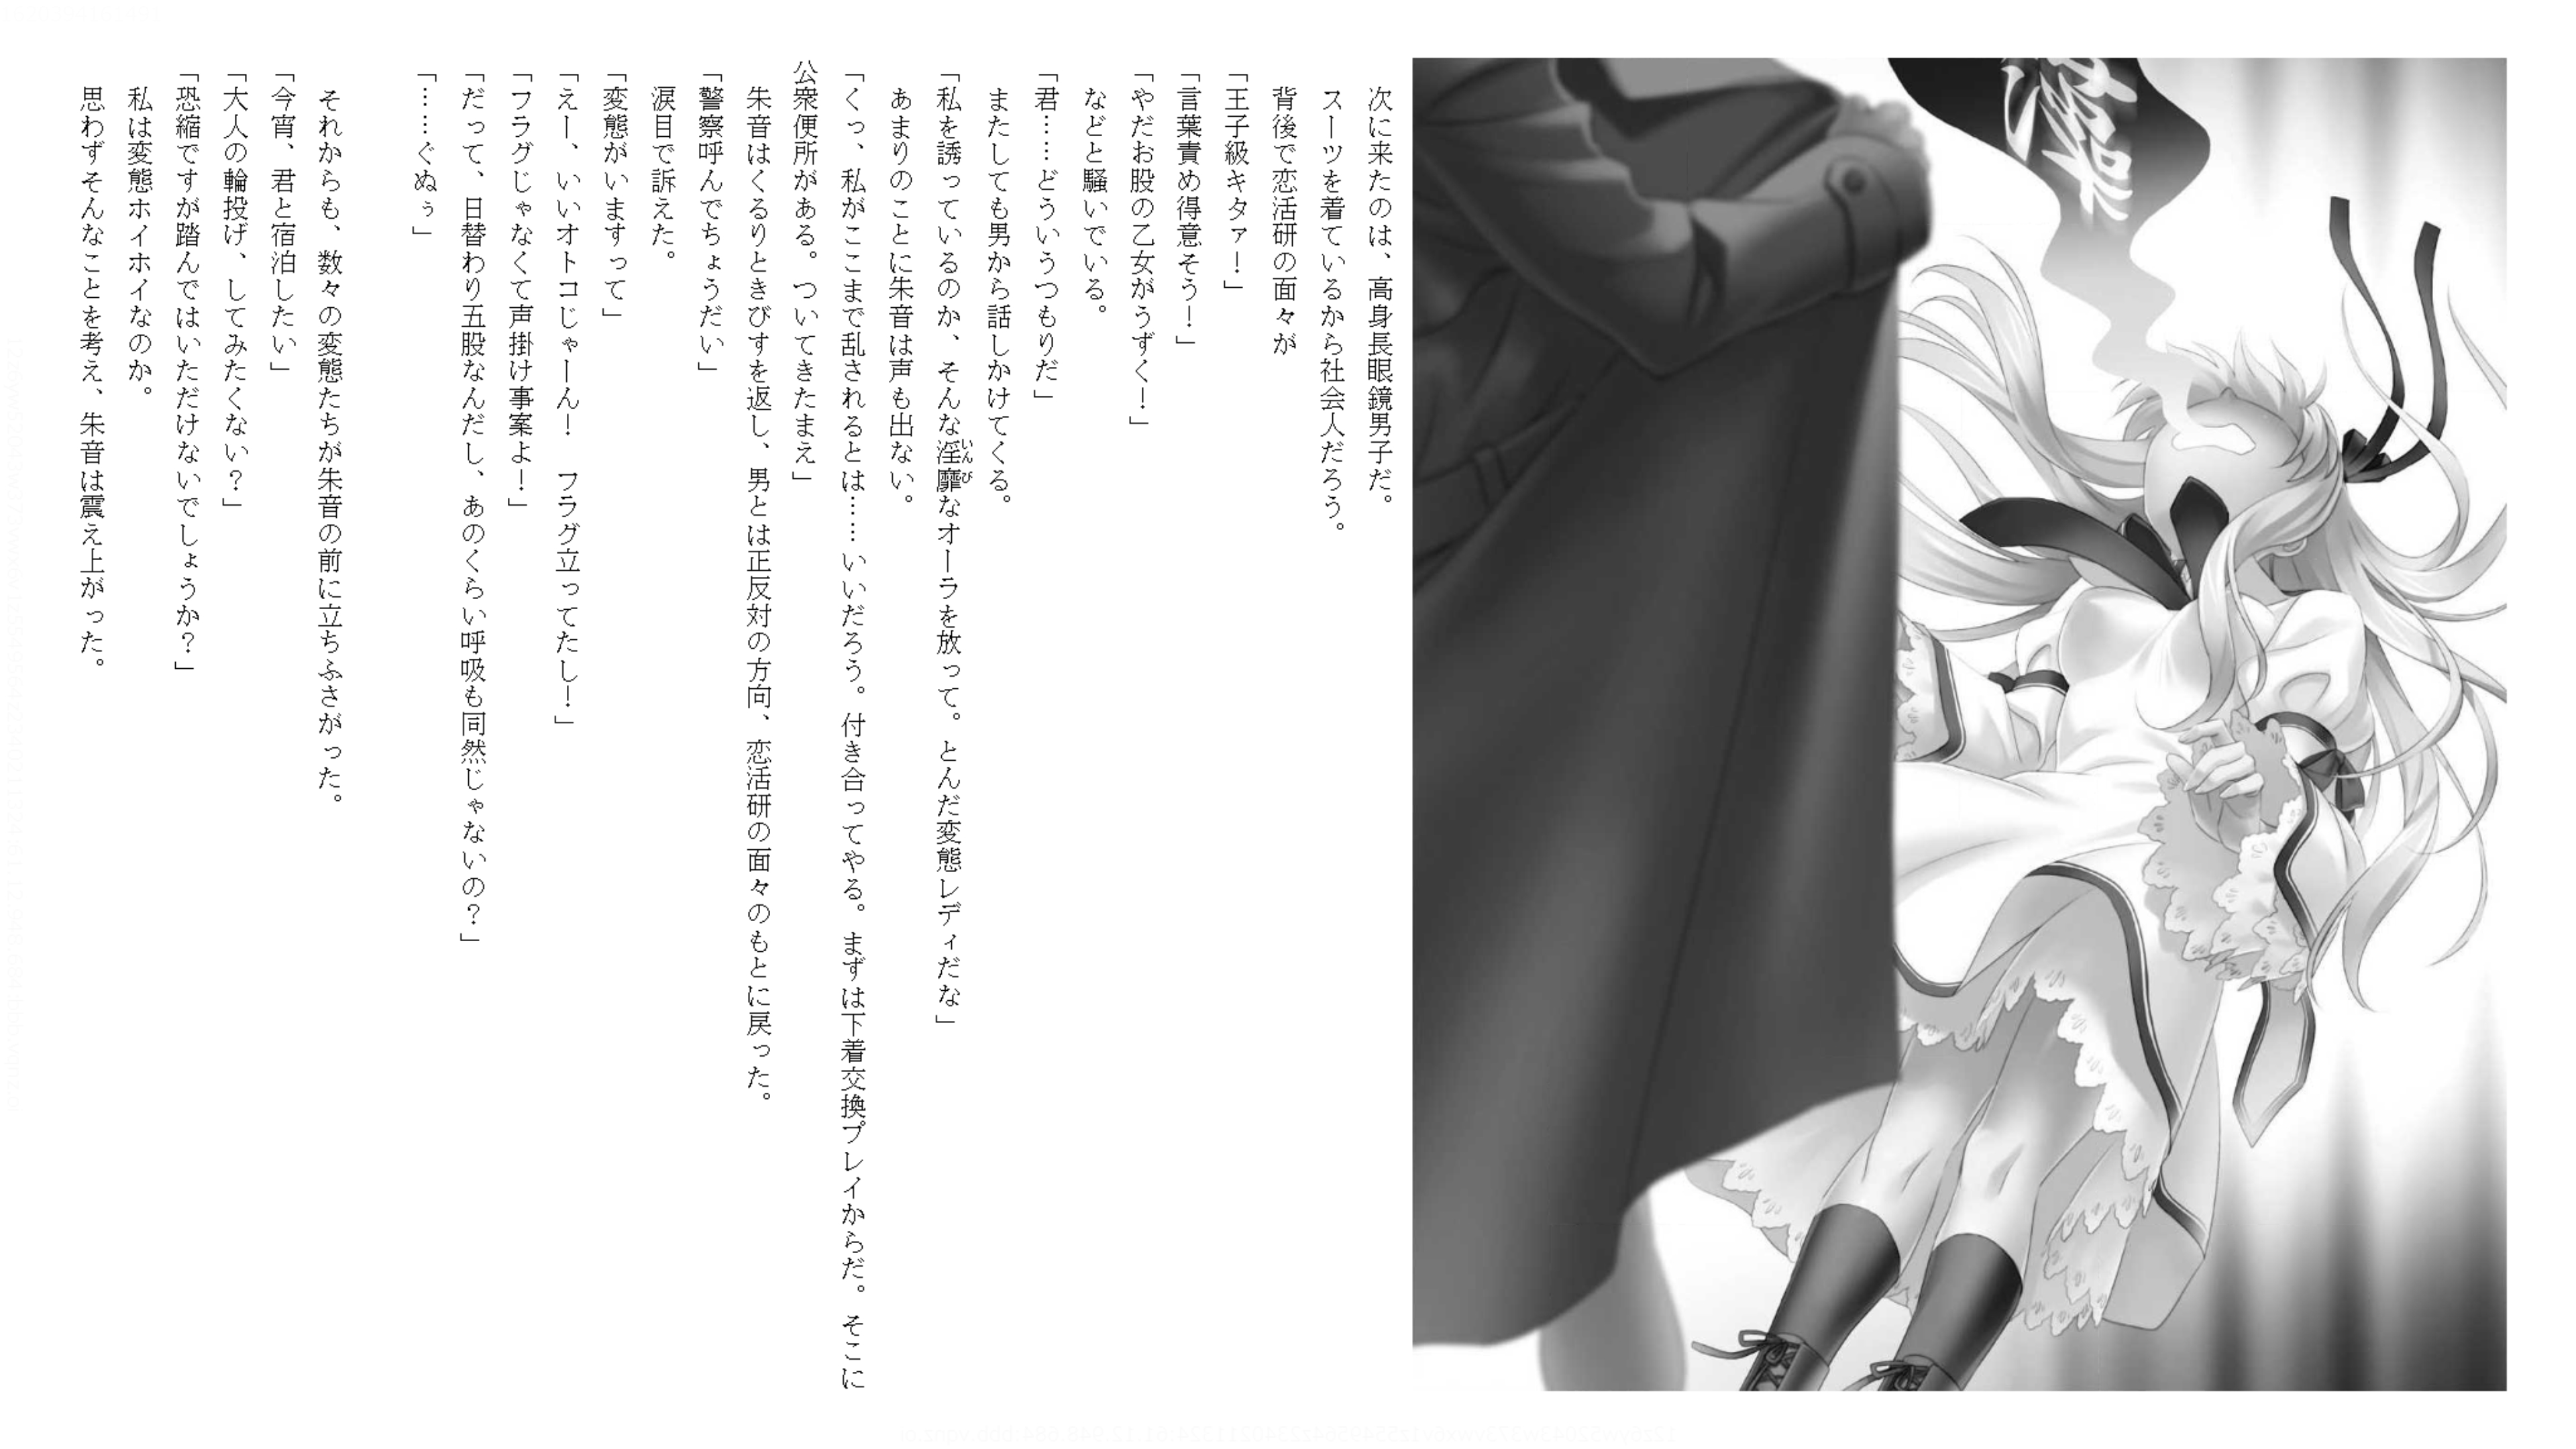 次に来たのは、高身長眼鏡男子だ。
スーツを着ているから社会人だろう。
背後で恋活研の面々が
「王子級キタァ！」
「言葉責め得意そう！」
「やだお股の乙女がうずく！」
などと騒いでいる。
「君……どういうつもりだ」
またしても男から話しかけてくる。
「私を誘っているのか、そんな淫靡なオーラを放って。とんだ変態レディだな」
あまりのことに朱音は声も出ない。
「くっ、私がここまで乱されるとは……いいだろう。付き合ってやる。まずは下着交換プレイからだ。そこに
公衆便所がある。ついてきたまえ」
朱音はくるりときびすを返し、男とは正反対の方向、恋活研の面々のもとに戻った。
「警察呼んでちょうだい」
涙目で訴えた。
「変態がいますって」
「えー、いいオトコじゃーん！　フラグ立ってたし！」
「フラグじゃなくて声掛け事案よ！」
「だって、日替わり五股なんだし、あのくらい呼吸も同然じゃないの？」
「……ぐぬぅ」
それからも、数々の変態たちが朱音の前に立ちふさがった。
「今宵、君と宿泊したい」
「大人の輪投げ、してみたくない？」
「恐縮ですが踏んではいただけないでしょうか？」
私は変態ホイホイなのか。
思わずそんなことを考え、朱音は震え上がった。